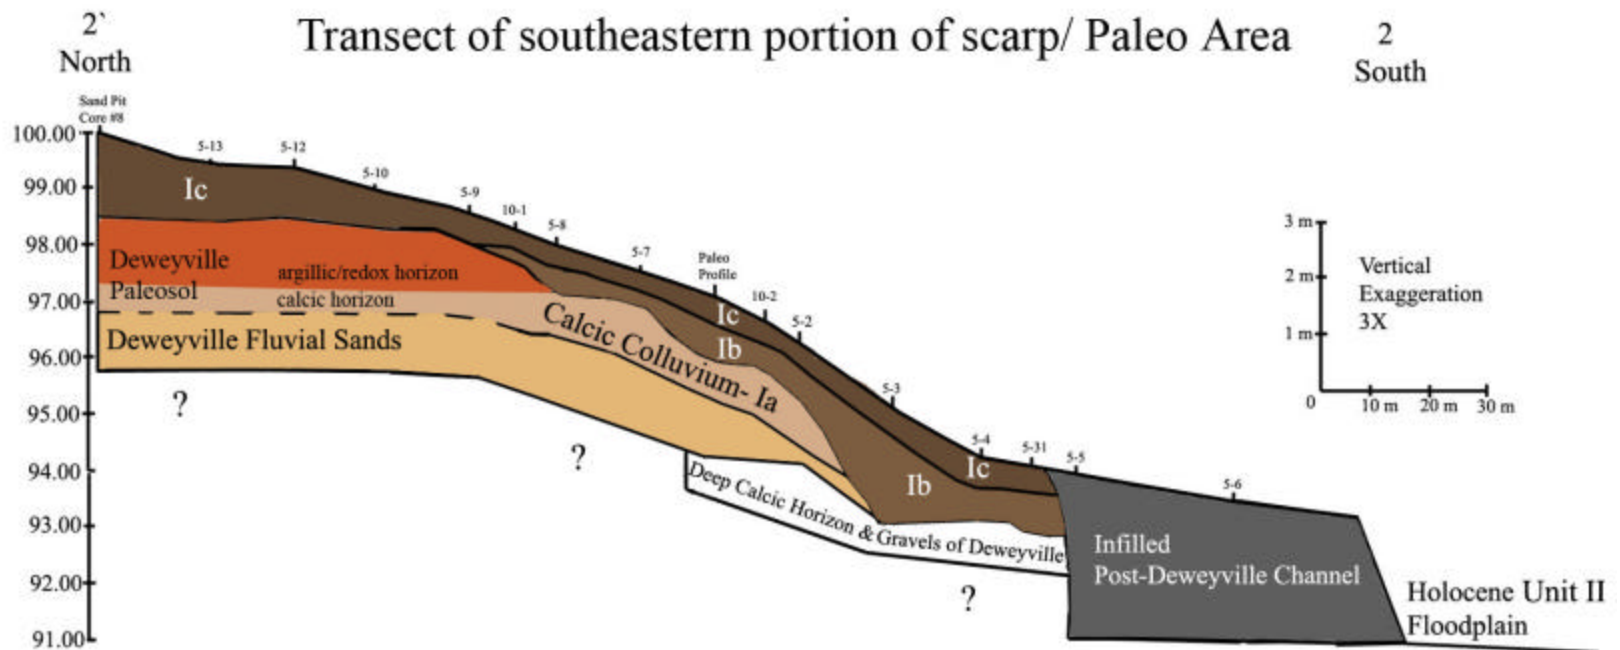 2`
North
Transect of southeastern portion of scarp/ Paleo Area
2
South
Sand Pit
Core #8
100.00
99.00
98.00
97.00
96.00
95.00
94.00
93.00
92.00
91.00
5-13
5-12
5-10
5-9
10-1
5-8
5-7
Paleo
Profile
10-2
5-2
5-3
5-4
5-31
5-5
5-6
Ic
Deweyville
Paleosol
argillic/redox horizon
calcic horizon
Deweyville Fluvial Sands
Calcic Colluvium- Ia
Ic
Ib
Ib
Ic
?
?
?
Deep Calcic Horizon & Gravels of Deweyville
Infilled
Post-Deweyville Channel
Holocene Unit II
Floodplain
3 m
2 m
1 m
0
10 m
20 m
30 m
Vertical
Exaggeration
3X